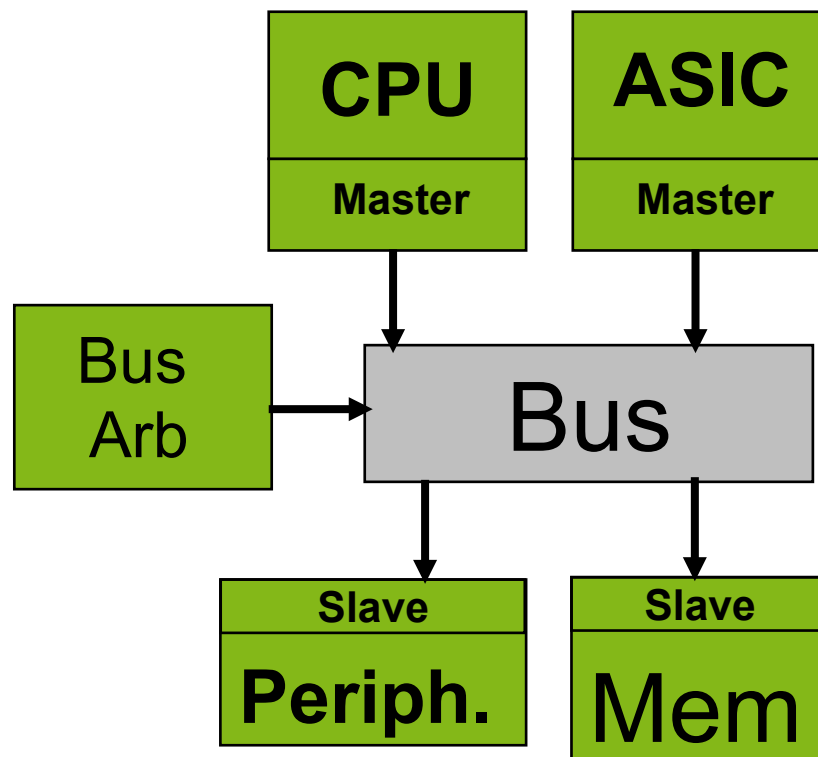 CPU
Master
ASIC
Master
Bus
Arb
Bus
Slave
Periph.
Slave
Mem